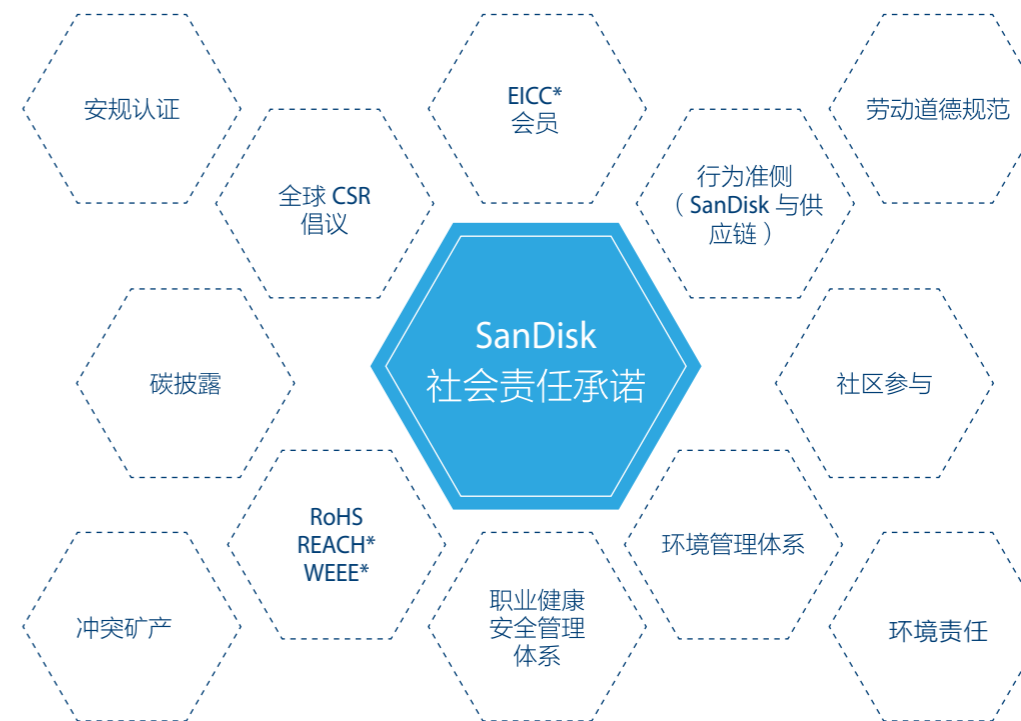 安规认证
EICC*
会员
劳动道德规范
全球 CSR
倡议
行为准侧
（ SanDisk 与供
应链 ）
SanDisk
社会责任承诺
碳披露
社区参与
RoHS
REACH*
WEEE*
环境管理体系
冲突矿产
职业健康
安全管理
体系
环境责任